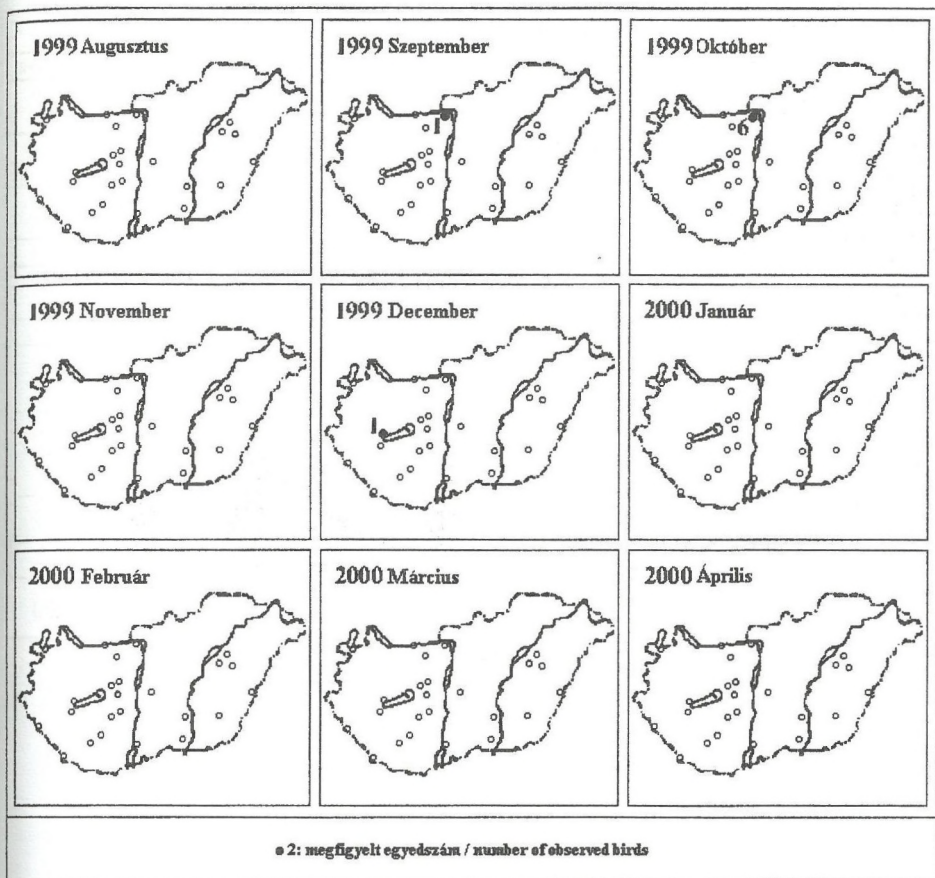 1999 Augusztus
1999 Szeptember
1
1999 Október
6
1999 November
1999 December
1
2000 Január
2000 Február
2000 Március
2000 Április
2: megfigyelt egyedszám / number of observed birds